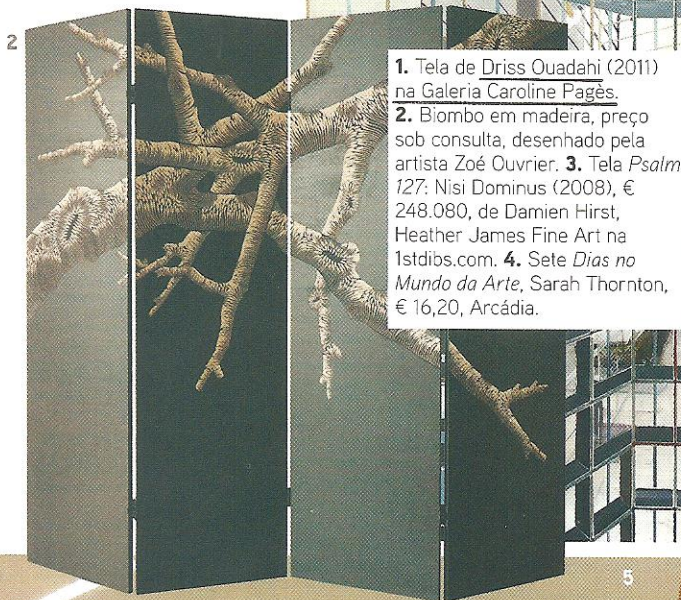 2
1. Tela de Driss Ouadahi (2011)
na Galeria Caroline Pagès.
2. Biombo em madeira, preço
sob consulta, desenhado pela
artista Zoé Ouvrier. 3. Tela Psalm
127: Nisi Dominus (2008), €
248.080, de Damien Hirst,
Heather James Fine Art na
1stdibs.com. 4. Sete Dias no
Mundo da Arte, Sarah Thornton,
€ 16,20, Arcádia.
5